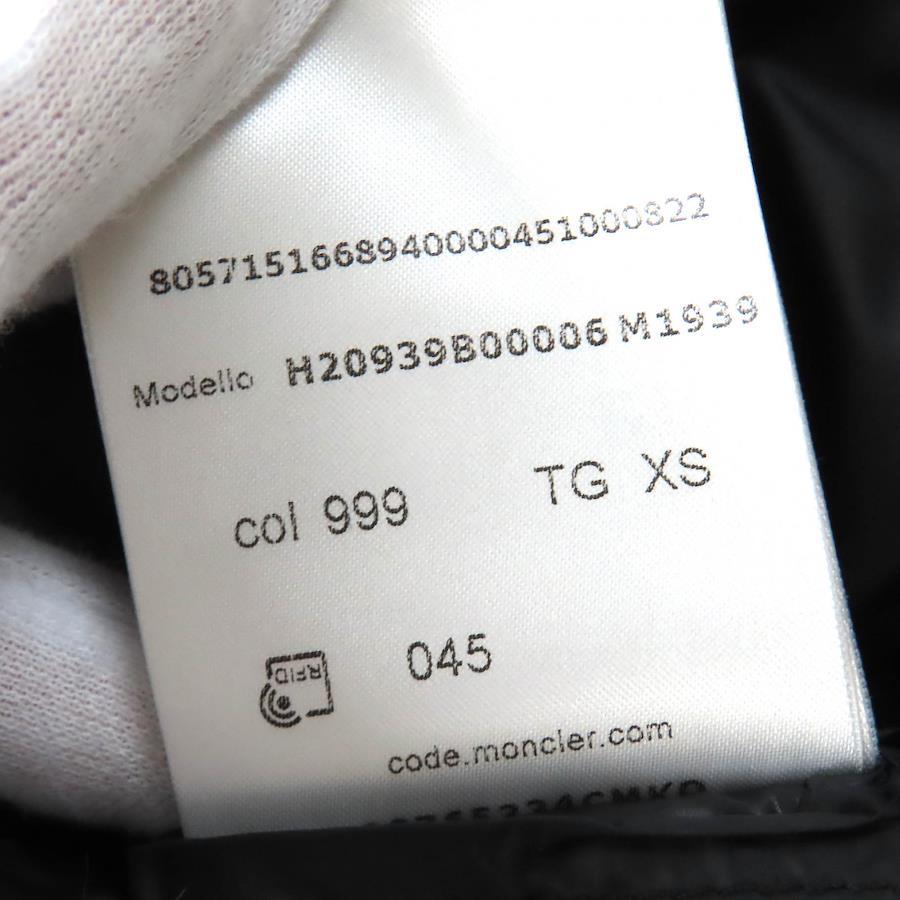 8057151668940000451000822
Modello H20939B00006 M1939
col 999 TG XS
RFID 045
code.moncler.com